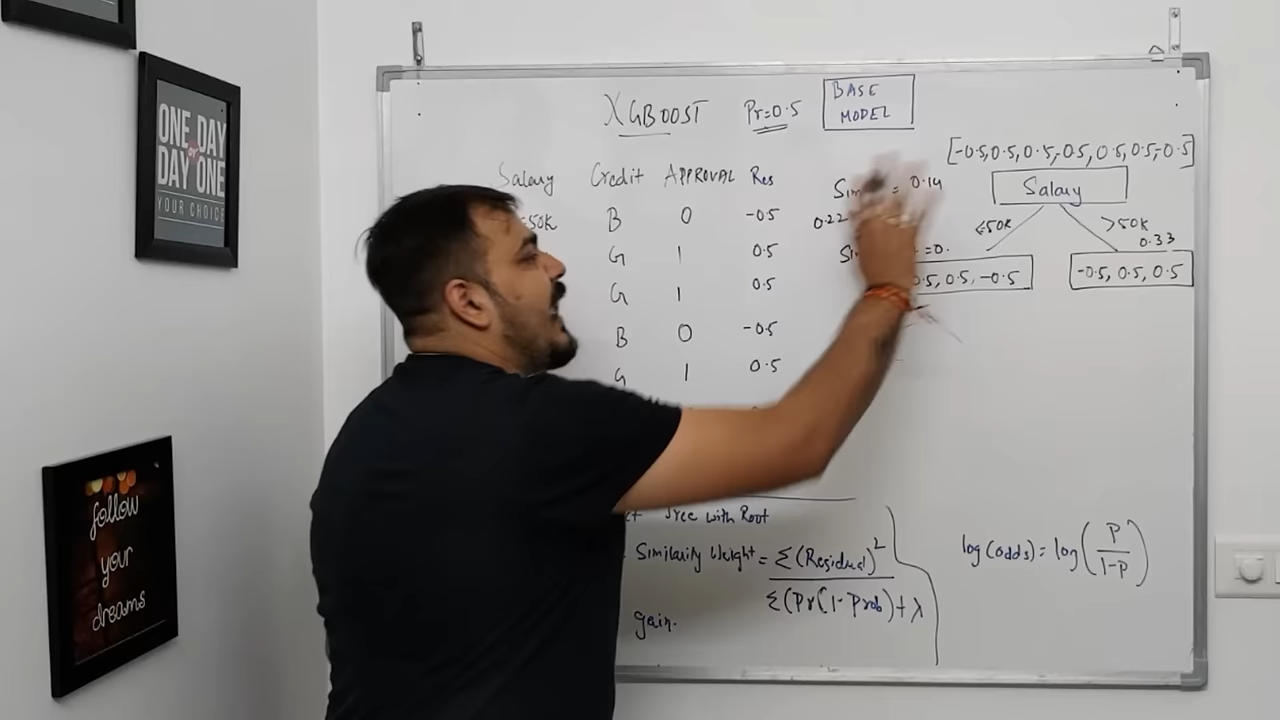 ONE DAY
or
DAY ONE
YOUR CHOICE
follow
your
dreams
XGBOOST Pr=0.5 BASE
MODEL
[-0.5, 0.5, 0.5, -0.5, 0.5, 0.5, -0.5]
Salary Credit APPROVAL Res
= 0.14 Salary
50K B 0 -0.5
0.22 ≤50K >50K
G 1 0.5 =0. 0.33
0.5, 0.5, -0.5 -0.5, 0.5, 0.5
G 1 0.5
B 0 -0.5
G 1 0.5
Tree with Root
Similarity Weight = Σ(Residual)²
Σ(Pr(1-Prob)+λ
log(odds) = log(P
1-P)
gain.